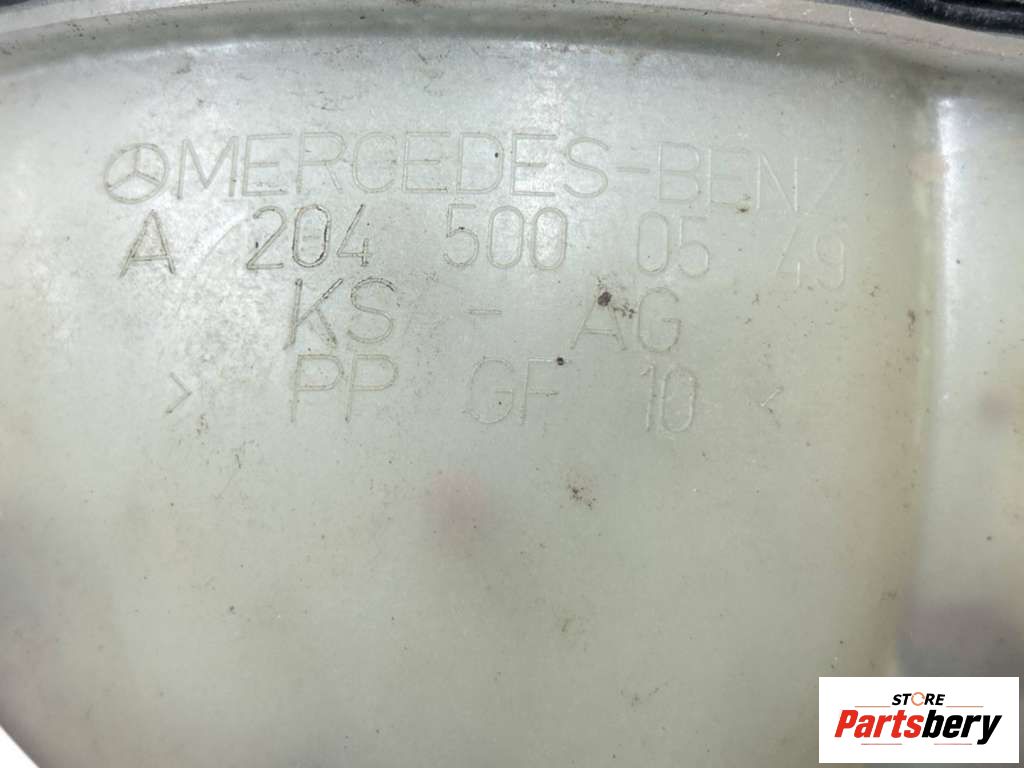 MERCEDES-BENZ
A 204 500 05 49
KS - AG
> PP GF 10 <
STORE
Partsbery